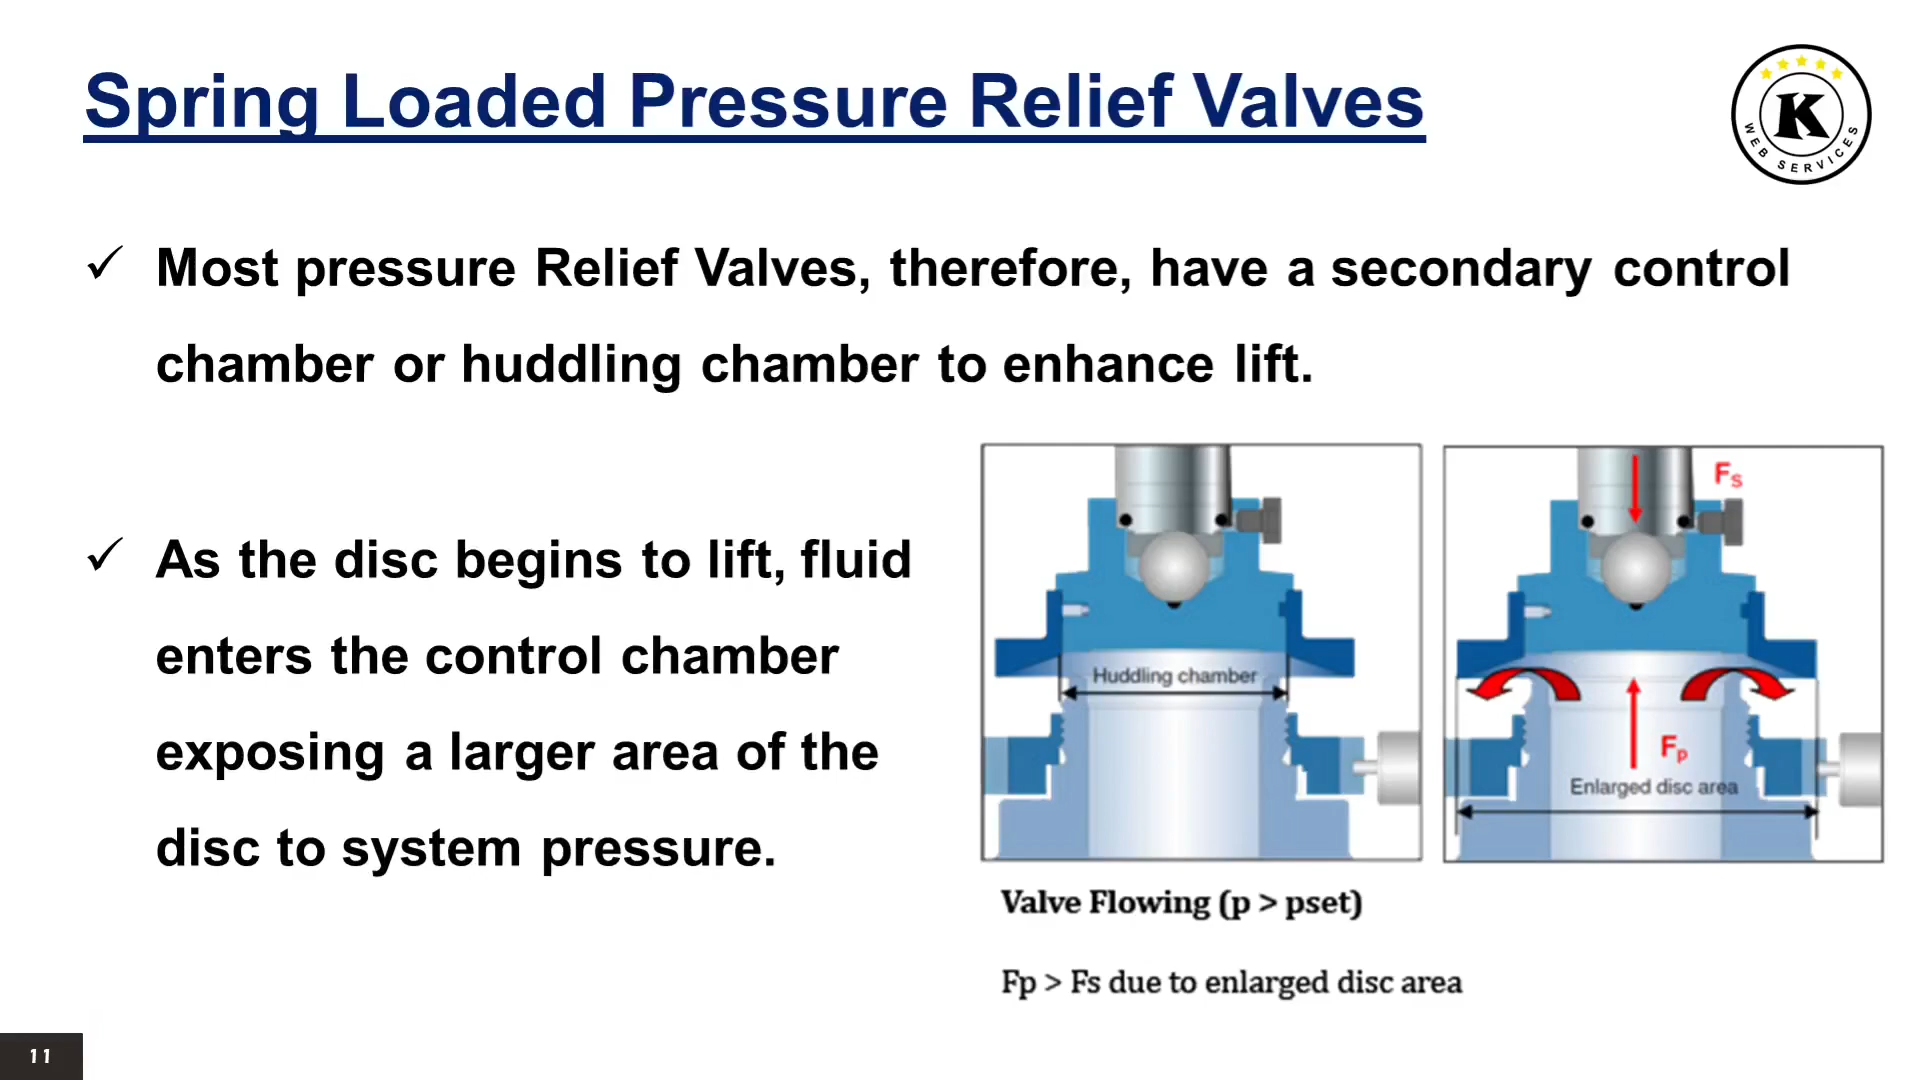 Spring Loaded Pressure Relief Valves
K
WEB SERVICES
✓ Most pressure Relief Valves, therefore, have a secondary control
chamber or huddling chamber to enhance lift.
✓ As the disc begins to lift, fluid
enters the control chamber
exposing a larger area of the
disc to system pressure.
Huddling chamber
Fs
Fp
Enlarged disc area
Valve Flowing (p > pset)
Fp > Fs due to enlarged disc area
11